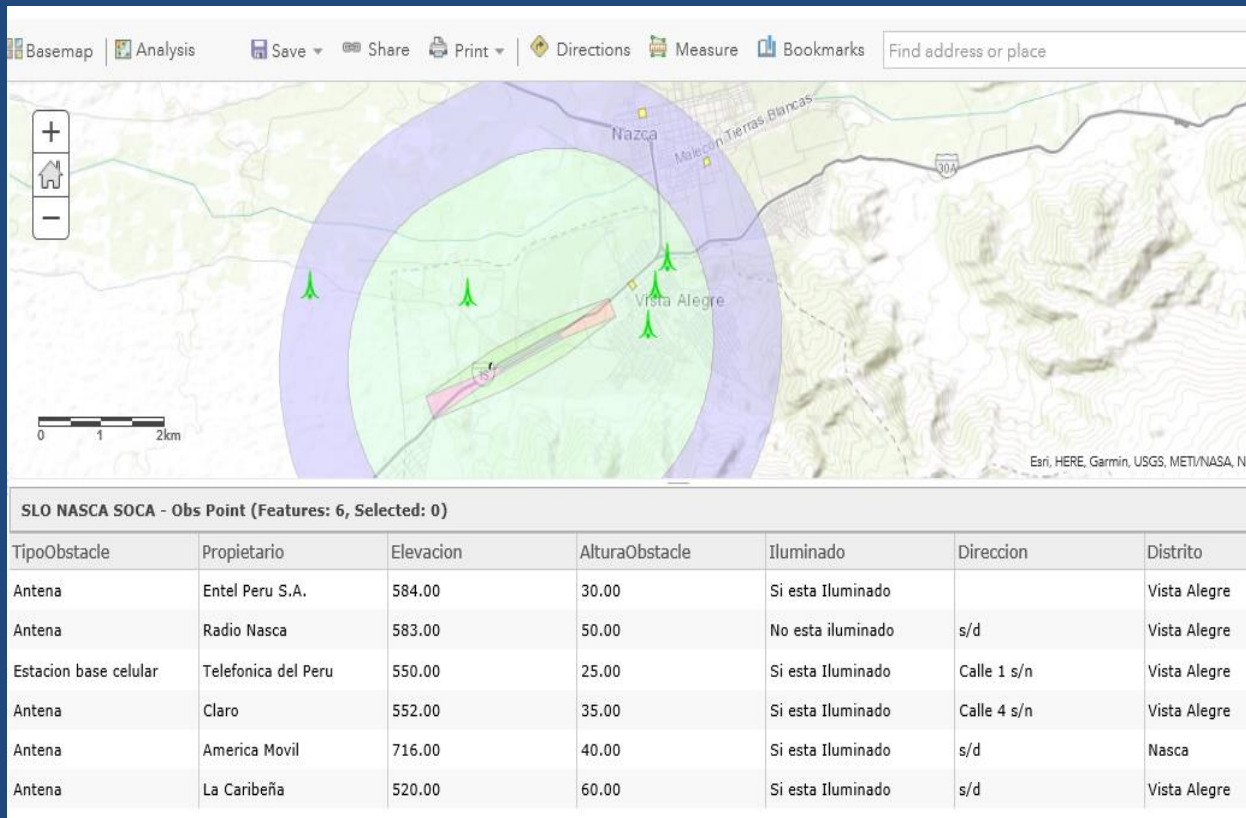 Basemap Analysis Save Share Print Directions Measure Bookmarks Find address or place
+
−
Nazca
Malecon Tierras Blancas
30A
Vista Alegre
1S
0 1 2km
Esri, HERE, Garmin, USGS, METI/NASA, N
SLO NASCA SOCA - Obs Point (Features: 6, Selected: 0)
TipoObstacle Propietario Elevacion AlturaObstacle Iluminado Direccion Distrito
Antena Entel Peru S.A. 584.00 30.00 Si esta Iluminado Vista Alegre
Antena Radio Nasca 583.00 50.00 No esta iluminado s/d Vista Alegre
Estacion base celular Telefonica del Peru 550.00 25.00 Si esta Iluminado Calle 1 s/n Vista Alegre
Antena Claro 552.00 35.00 Si esta Iluminado Calle 4 s/n Vista Alegre
Antena America Movil 716.00 40.00 Si esta Iluminado s/d Nasca
Antena La Caribeña 520.00 60.00 Si esta Iluminado s/d Vista Alegre